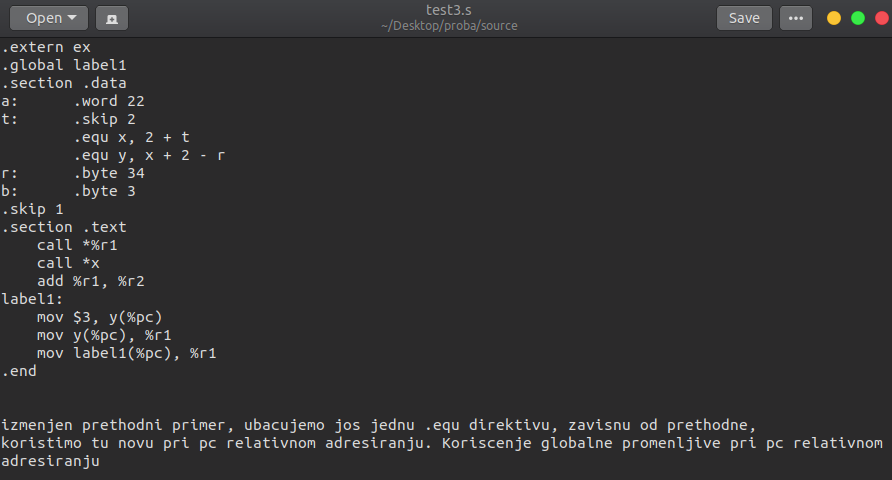 Open
test3.s
~/Desktop/proba/source
Save
.extern ex
.global label1
.section .data
a:      .word 22
t:      .skip 2
        .equ x, 2 + t
        .equ y, x + 2 - r
r:      .byte 34
b:      .byte 3
.skip 1
.section .text
    call *%r1
    call *x
    add %r1, %r2
label1:
    mov $3, y(%pc)
    mov y(%pc), %r1
    mov label1(%pc), %r1
.end
izmenjen prethodni primer, ubacujemo jos jednu .equ direktivu, zavisnu od prethodne,
koristimo tu novu pri pc relativnom adresiranju. Koriscenje globalne promenljive pri pc relativnom
adresiranju